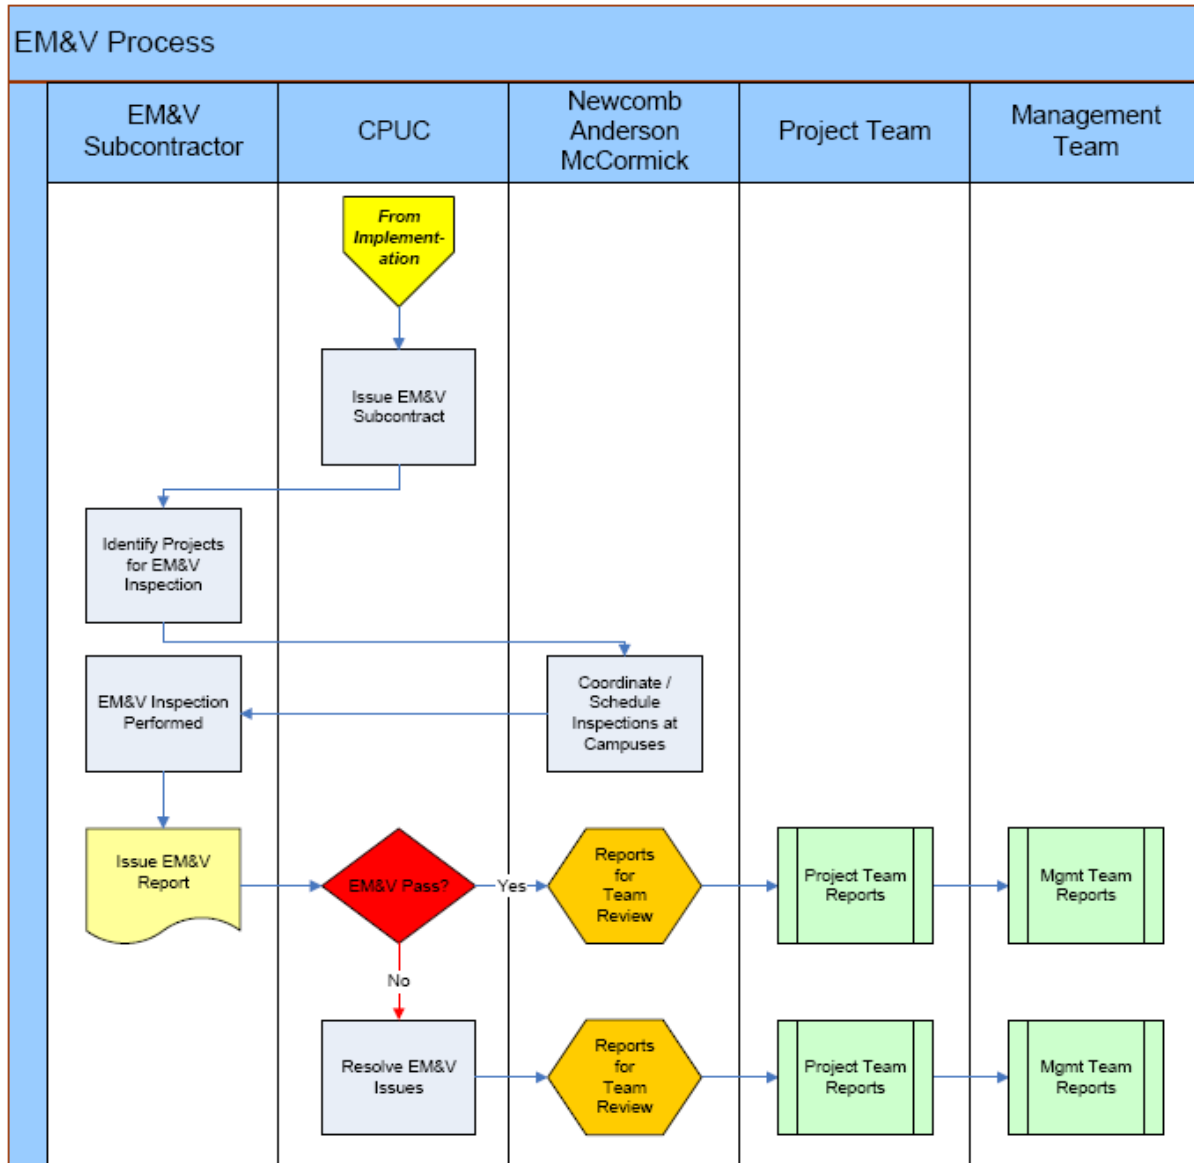 EM&V Process
EM&V
Subcontractor
CPUC
Newcomb
Anderson
McCormick
Project Team
Management
Team
From
Implement-
ation
Issue EM&V
Subcontract
Identify Projects
for EM&V
Inspection
EM&V Inspection
Performed
Coordinate /
Schedule
Inspections at
Campuses
Issue EM&V
Report
EM&V Pass?
Yes
Reports
for
Team
Review
Project Team
Reports
Mgmt Team
Reports
No
Resolve EM&V
Issues
Reports
for
Team
Review
Project Team
Reports
Mgmt Team
Reports